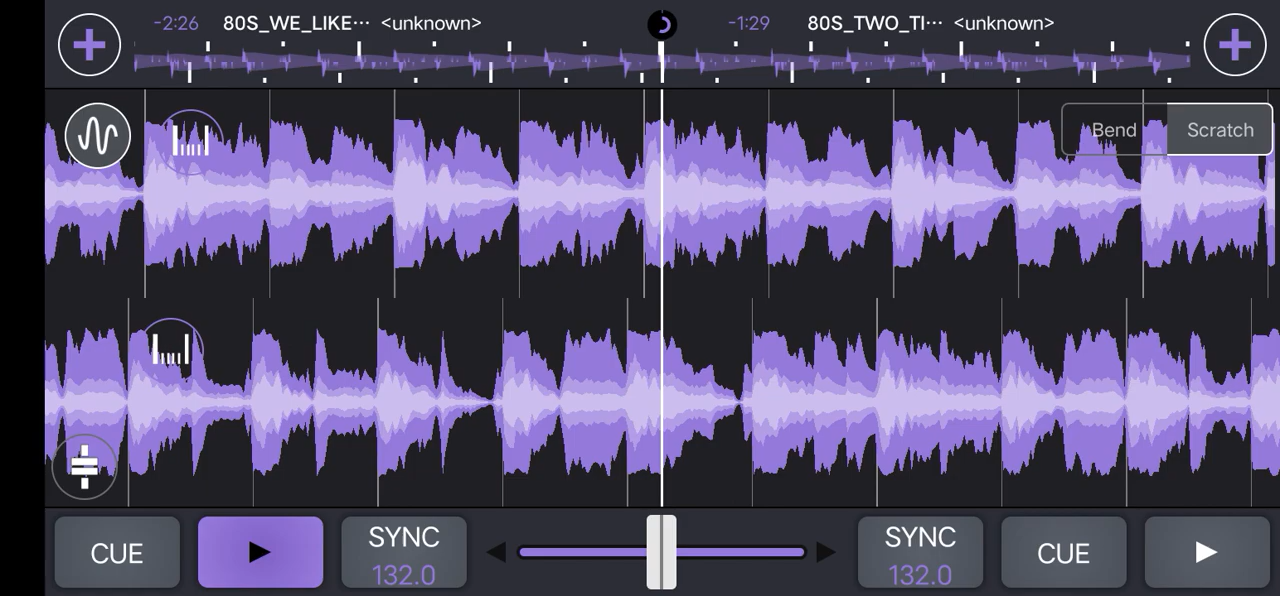 -2:26 80S_WE_LIKE··· <unknown>
-1:29 80S_TWO_TI··· <unknown>
Bend Scratch
CUE
SYNC
132.0
SYNC
132.0
CUE